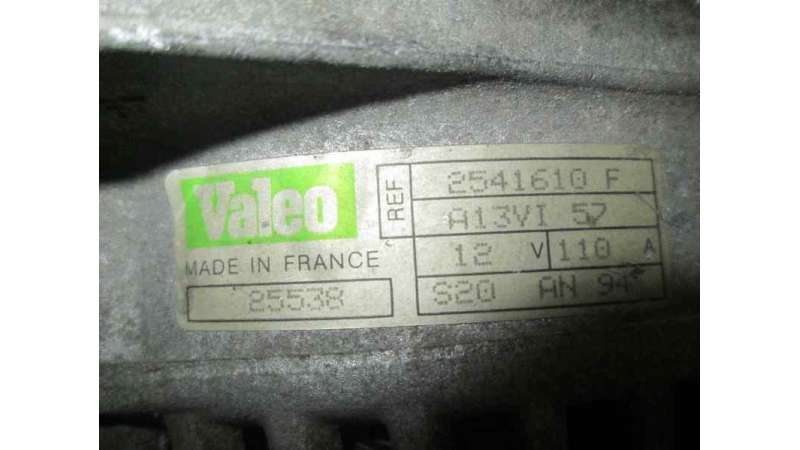 Valeo
MADE IN FRANCE
25538
REF
2541610 F
A13VI 57
12 V 110 A
S20 AN 94